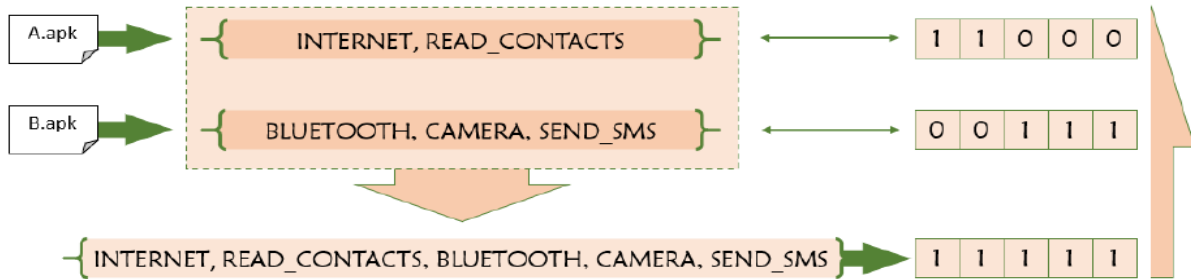 A.apk
INTERNET, READ_CONTACTS
1 1 0 0 0
B.apk
BLUETOOTH, CAMERA, SEND_SMS
0 0 1 1 1
INTERNET, READ_CONTACTS, BLUETOOTH, CAMERA, SEND_SMS
1 1 1 1 1